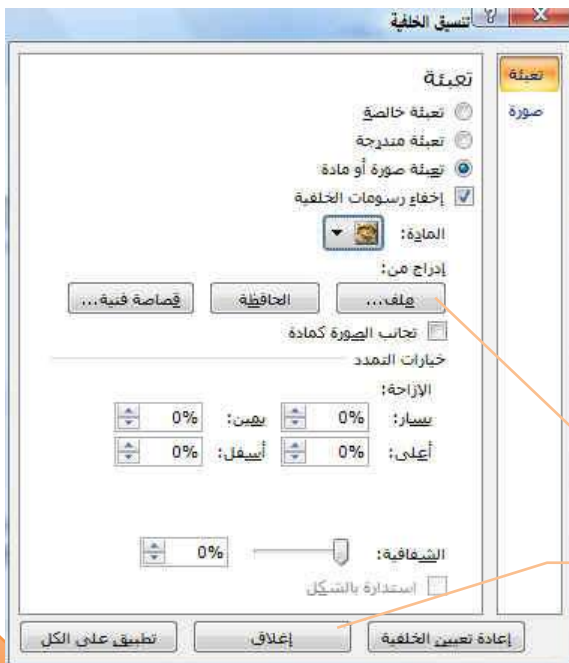 تنسيق الخلفية
تعبئة
صورة
تعبئة
تعبئة خالصة
تعبئة متدرجة
تعبئة صورة أو مادة
إخفاء رسومات الخلفية
المادة:
إدراج من:
ملف... الحافظة قصاصة فنية...
تجانب الصورة كمادة
خيارات التمدد
الإزاحة:
يسار: 0% يمين: 0%
أعلى: 0% أسفل: 0%
الشفافية: 0%
استدارة بالشكل
إعادة تعيين الخلفية إغلاق تطبيق على الكل